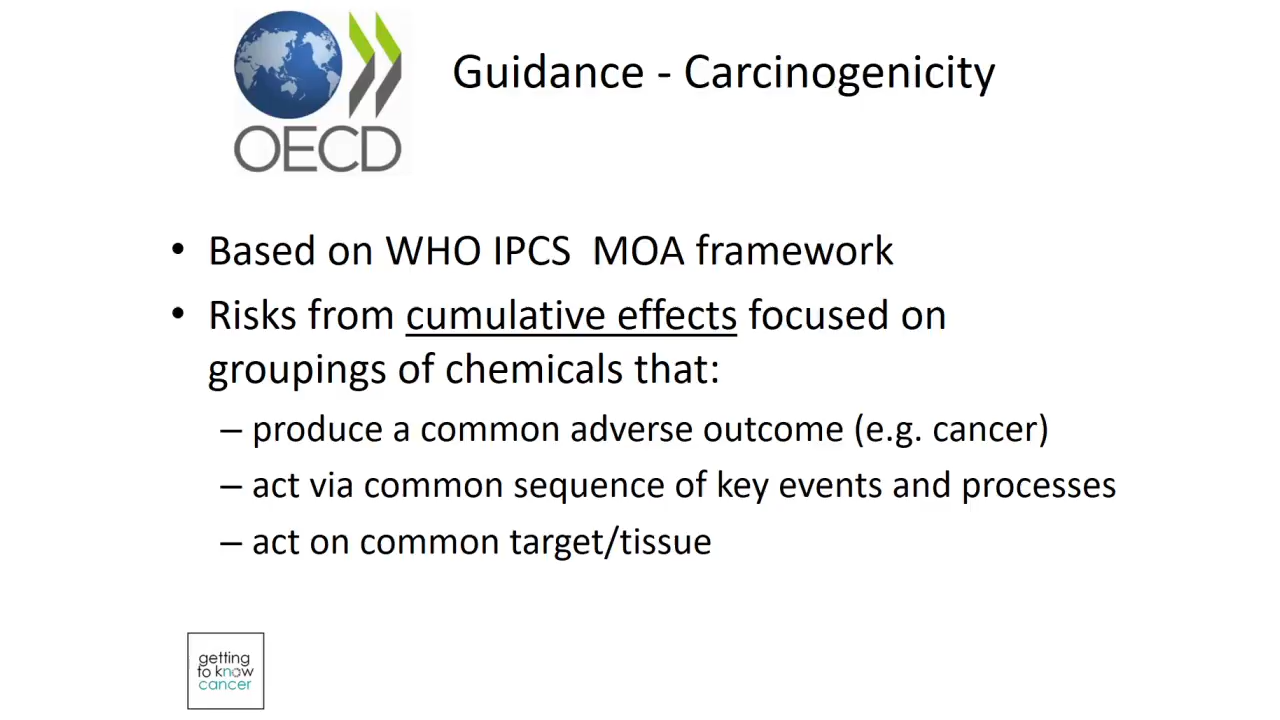 OECD
Guidance - Carcinogenicity
• Based on WHO IPCS  MOA framework
• Risks from cumulative effects focused on
groupings of chemicals that:
– produce a common adverse outcome (e.g. cancer)
– act via common sequence of key events and processes
– act on common target/tissue
getting
to know
cancer